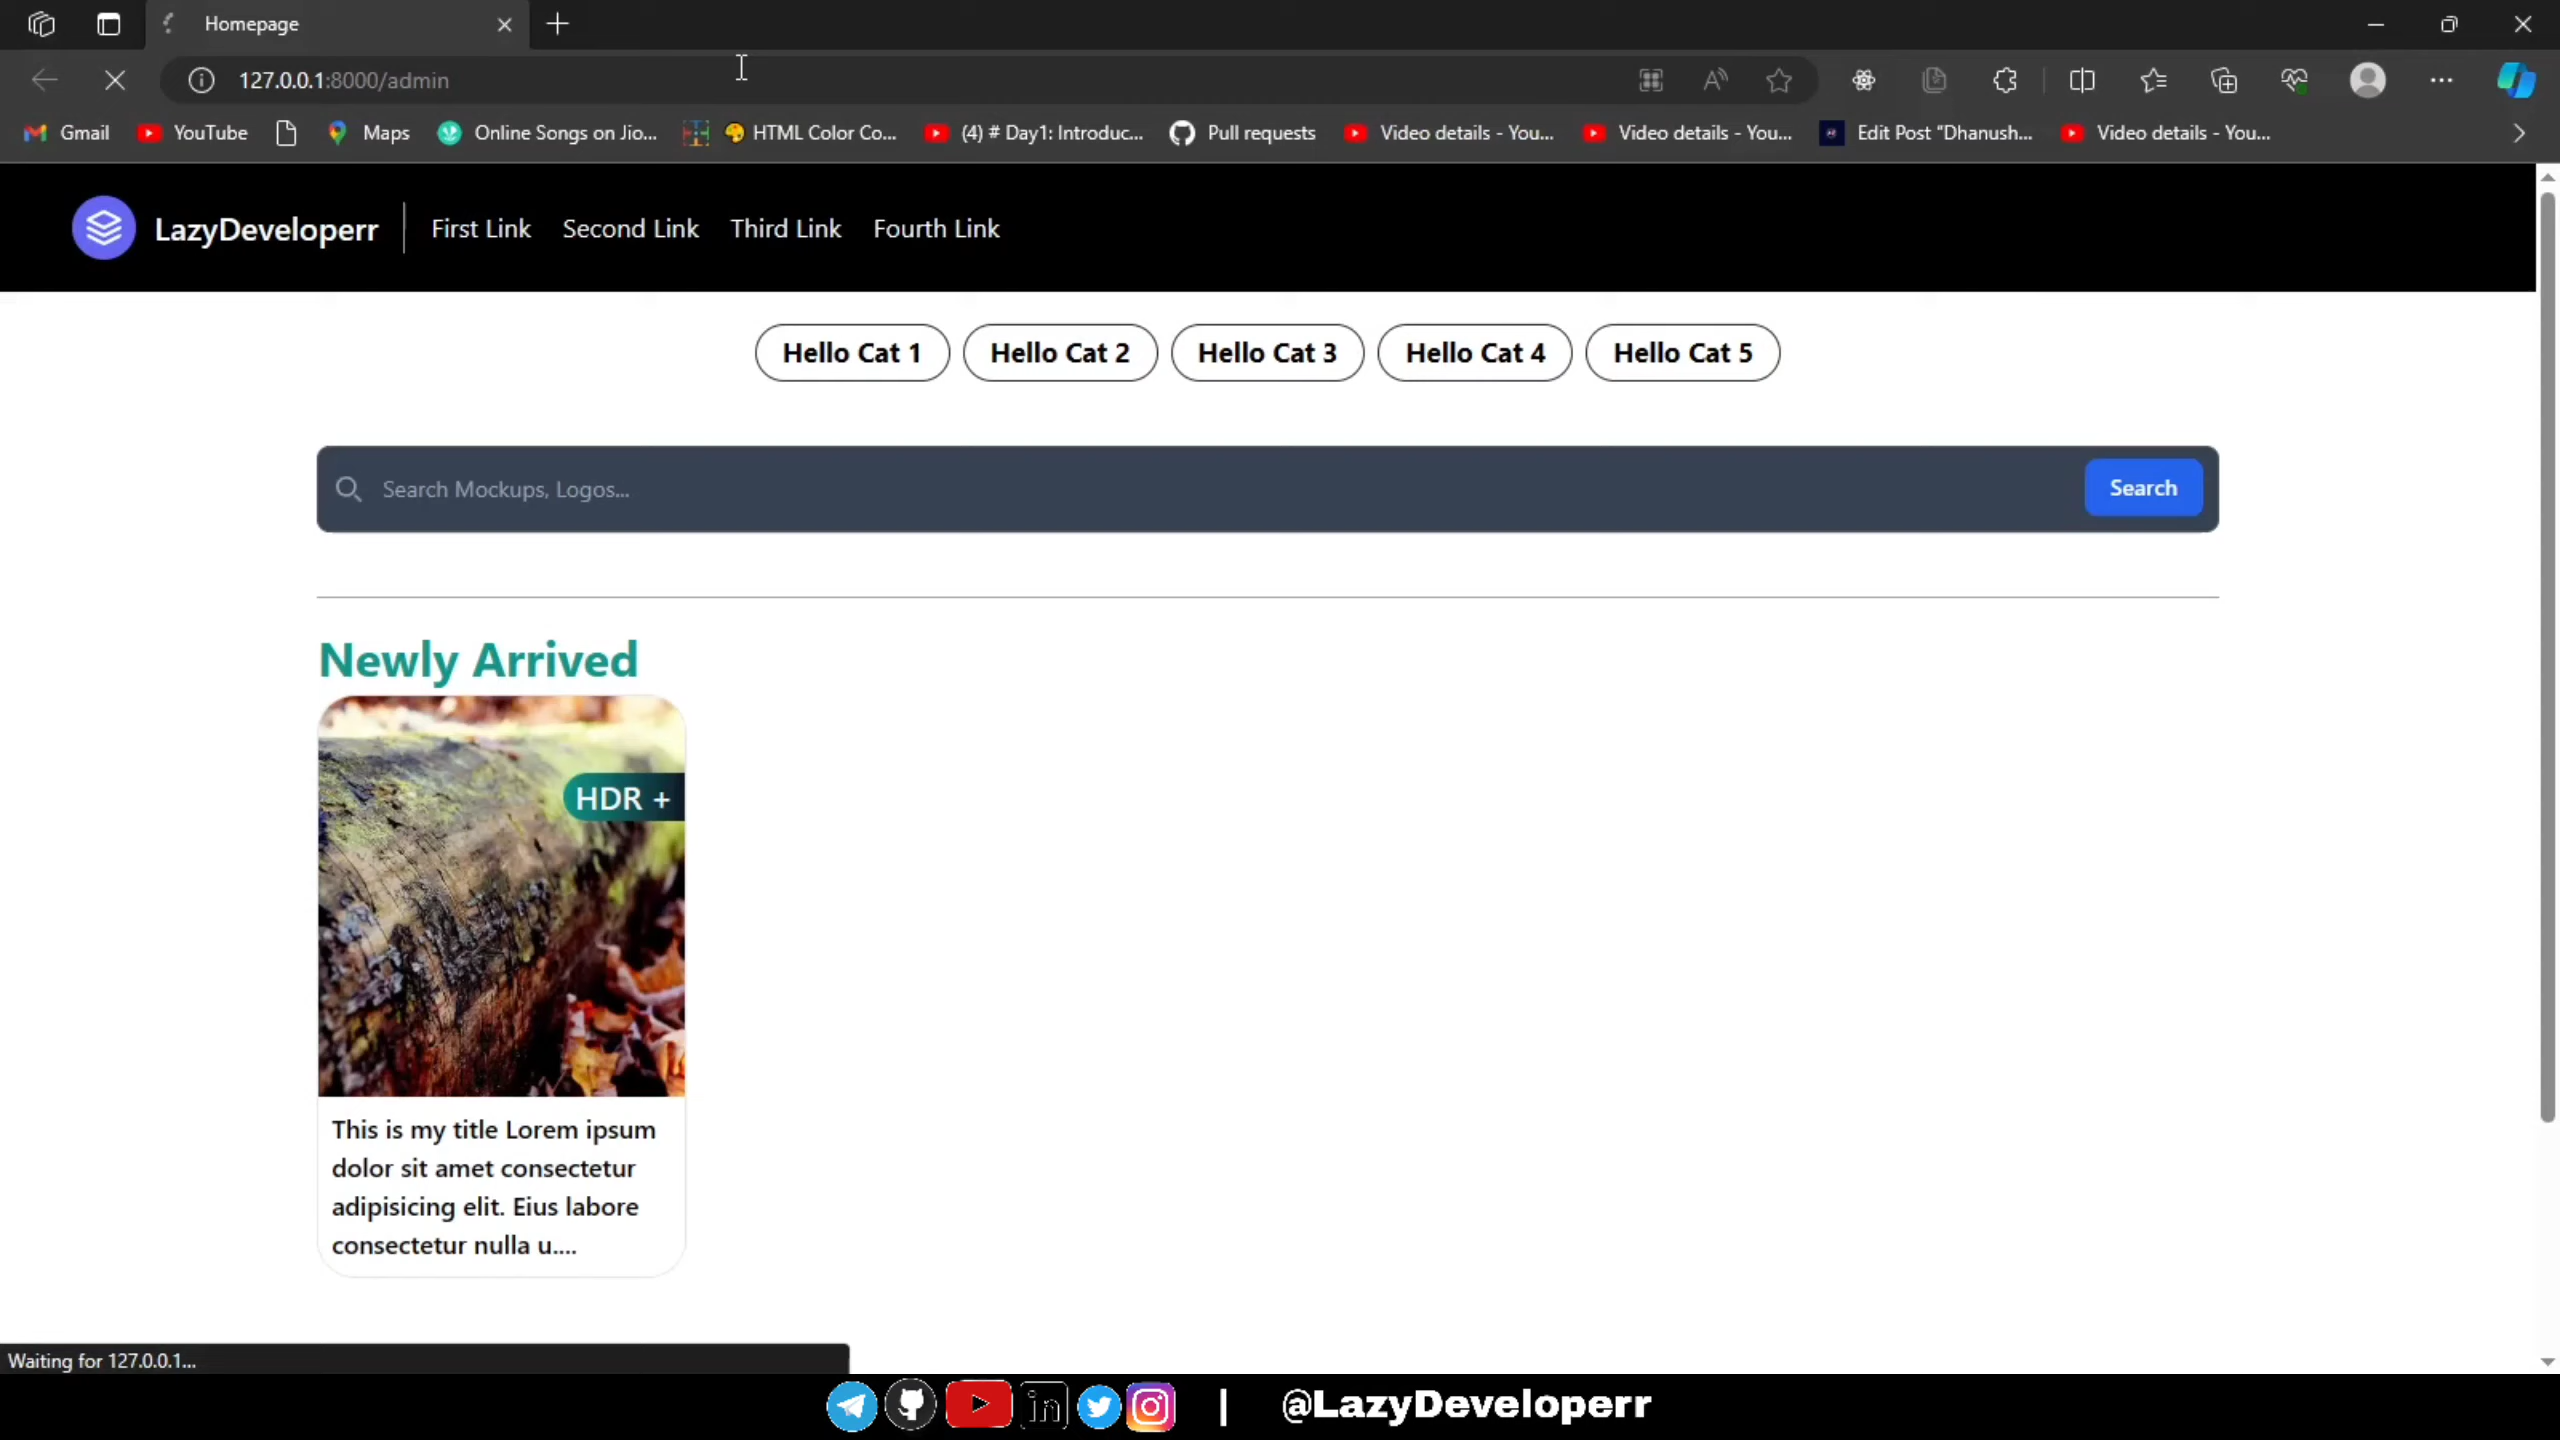 Homepage
127.0.0.1:8000/admin
Gmail YouTube Maps Online Songs on Jio... HTML Color Co... (4) # Day1: Introduc... Pull requests Video details - You... Video details - You... Edit Post "Dhanush... Video details - You...
LazyDeveloperr First Link Second Link Third Link Fourth Link
Hello Cat 1 Hello Cat 2 Hello Cat 3 Hello Cat 4 Hello Cat 5
Search Mockups, Logos... Search
Newly Arrived
HDR +
This is my title Lorem ipsum
dolor sit amet consectetur
adipisicing elit. Eius labore
consectetur nulla u....
Waiting for 127.0.0.1...
in | @LazyDeveloperr